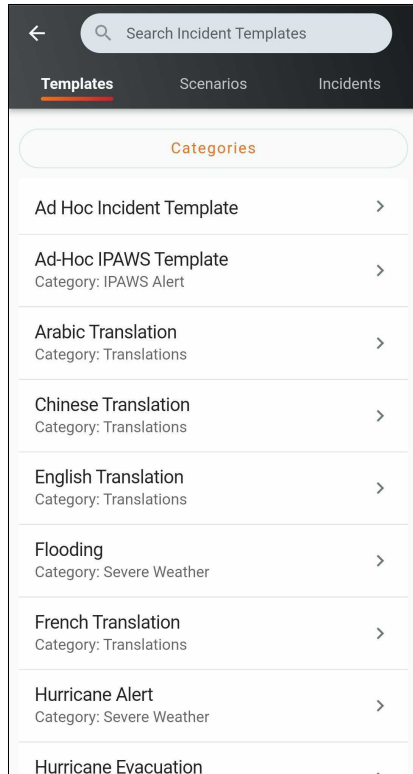 Search Incident Templates
Templates Scenarios Incidents
Categories
Ad Hoc Incident Template
Ad-Hoc IPAWS Template
Category: IPAWS Alert
Arabic Translation
Category: Translations
Chinese Translation
Category: Translations
English Translation
Category: Translations
Flooding
Category: Severe Weather
French Translation
Category: Translations
Hurricane Alert
Category: Severe Weather
Hurricane Evacuation